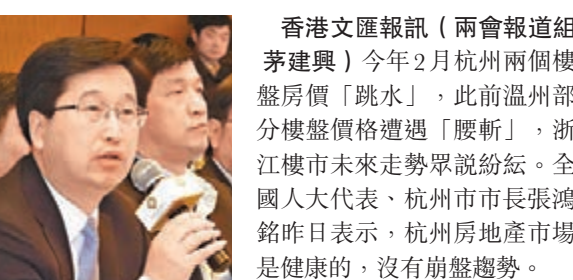 香港文匯報訊（兩會報道組
茅建興）今年2月杭州兩個樓
盤房價「跳水」，此前溫州部
分樓盤價格遭遇「腰斬」，浙
江樓市未來走勢眾說紛紜。全
國人大代表、杭州市市長張鴻
銘昨日表示，杭州房地產市場
是健康的，沒有崩盤趨勢。